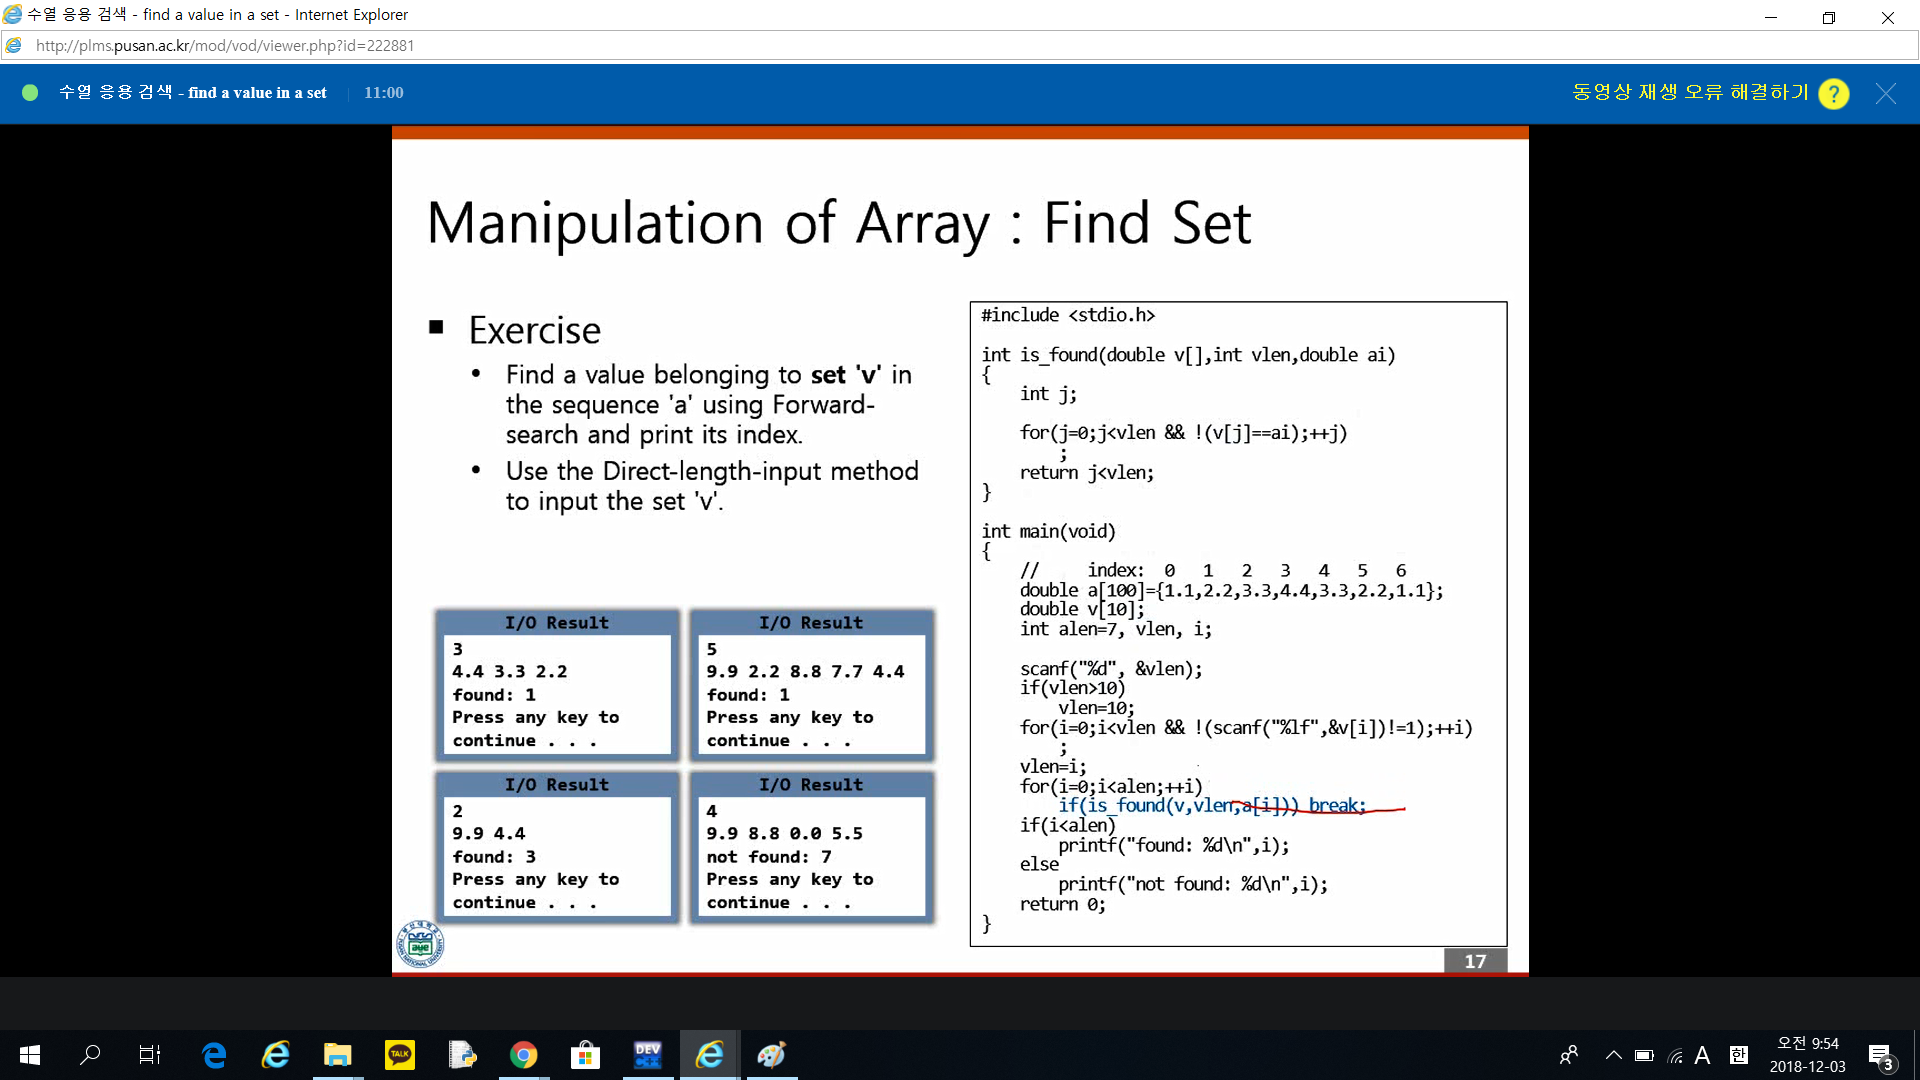 수열 응용 검색 - find a value in a set - Internet Explorer
http://plms.pusan.ac.kr/mod/vod/viewer.php?id=222881
수열 응용 검색 - find a value in a set | 11:00
동영상 재생 오류 해결하기 ?
Manipulation of Array : Find Set
■ Exercise
• Find a value belonging to set 'v' in
the sequence 'a' using Forward-
search and print its index.
• Use the Direct-length-input method
to input the set 'v'.
I/O Result
3
4.4 3.3 2.2
found: 1
Press any key to
continue . . .
I/O Result
5
9.9 2.2 8.8 7.7 4.4
found: 1
Press any key to
continue . . .
I/O Result
2
9.9 4.4
found: 3
Press any key to
continue . . .
I/O Result
4
9.9 8.8 0.0 5.5
not found: 7
Press any key to
continue . . .
#include <stdio.h>
int is_found(double v[],int vlen,double ai)
{
int j;
for(j=0;j<vlen && !(v[j]==ai);++j)
;
return j<vlen;
}
int main(void)
{
// index: 0 1 2 3 4 5 6
double a[100]={1.1,2.2,3.3,4.4,3.3,2.2,1.1};
double v[10];
int alen=7, vlen, i;
scanf("%d", &vlen);
if(vlen>10)
vlen=10;
for(i=0;i<vlen && !(scanf("%lf",&v[i])!=1);++i)
;
vlen=i;
for(i=0;i<alen;++i)
if(is_found(v,vlen,a[i])) break;
if(i<alen)
printf("found: %d\n",i);
else
printf("not found: %d\n",i);
return 0;
}
17
TALK
DEV
A
한
오전 9:54
2018-12-03
3